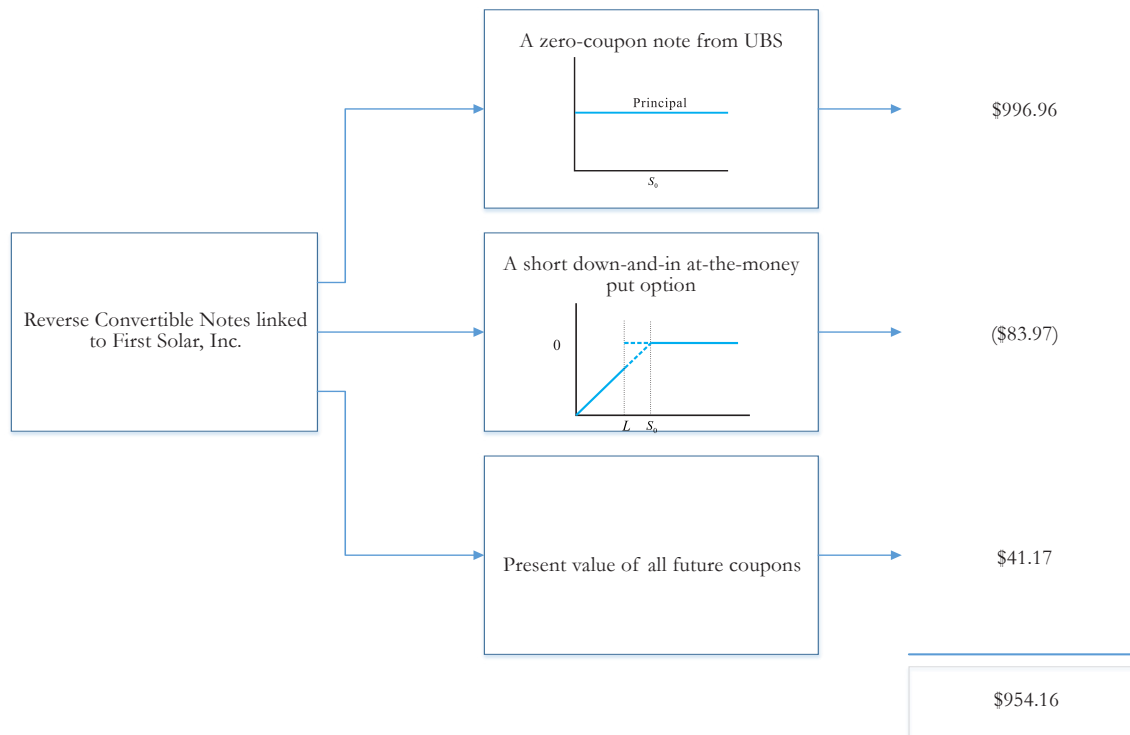 A zero-coupon note from UBS
Principal
S₀
$996.96
Reverse Convertible Notes linked
to First Solar, Inc.
A short down-and-in at-the-money
put option
0
L S₀
($83.97)
Present value of all future coupons
$41.17
$954.16